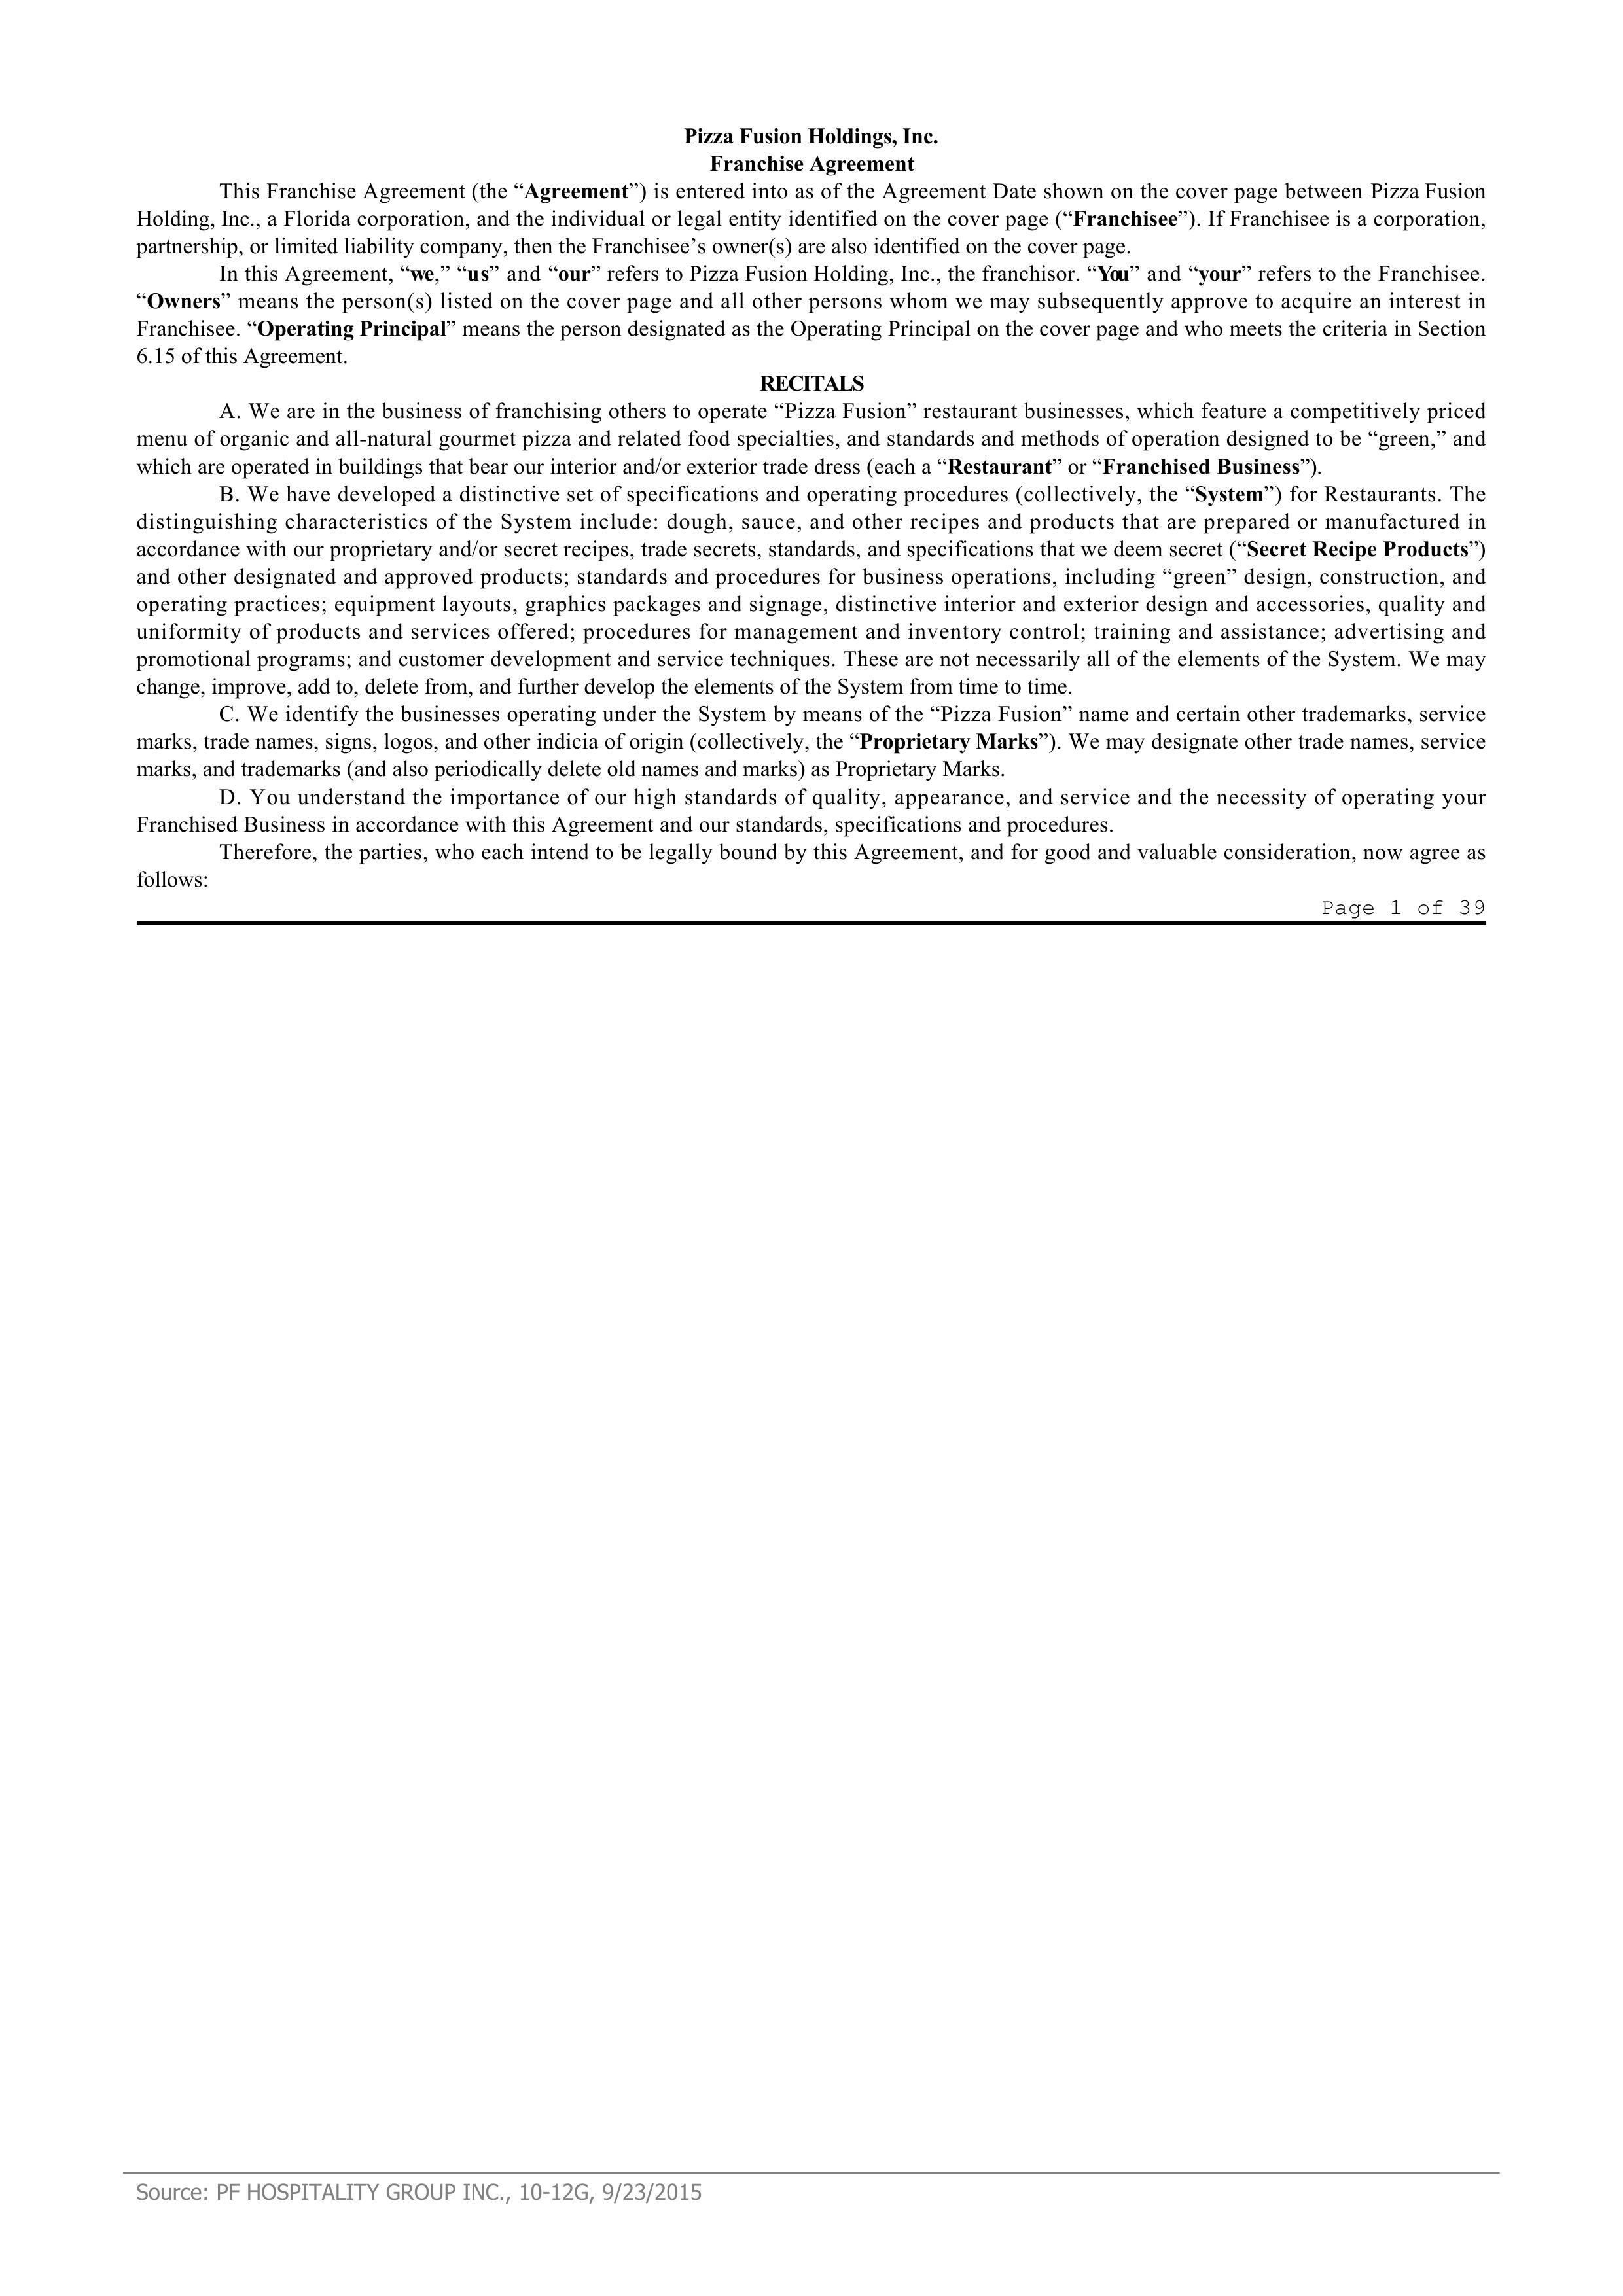 Pizza Fusion Holdings, Inc.
Franchise Agreement
This Franchise Agreement (the “Agreement”) is entered into as of the Agreement Date shown on the cover page between Pizza Fusion
Holding, Inc., a Florida corporation, and the individual or legal entity identified on the cover page (“Franchisee”). If Franchisee is a corporation,
partnership, or limited liability company, then the Franchisee’s owner(s) are also identified on the cover page.
In this Agreement, “we,” “us” and “our” refers to Pizza Fusion Holding, Inc., the franchisor. “You” and “your” refers to the Franchisee.
“Owners” means the person(s) listed on the cover page and all other persons whom we may subsequently approve to acquire an interest in
Franchisee. “Operating Principal” means the person designated as the Operating Principal on the cover page and who meets the criteria in Section
6.15 of this Agreement.
RECITALS
A. We are in the business of franchising others to operate “Pizza Fusion” restaurant businesses, which feature a competitively priced
menu of organic and all-natural gourmet pizza and related food specialties, and standards and methods of operation designed to be “green,” and
which are operated in buildings that bear our interior and/or exterior trade dress (each a “Restaurant” or “Franchised Business”).
B. We have developed a distinctive set of specifications and operating procedures (collectively, the “System”) for Restaurants. The
distinguishing characteristics of the System include: dough, sauce, and other recipes and products that are prepared or manufactured in
accordance with our proprietary and/or secret recipes, trade secrets, standards, and specifications that we deem secret (“Secret Recipe Products”)
and other designated and approved products; standards and procedures for business operations, including “green” design, construction, and
operating practices; equipment layouts, graphics packages and signage, distinctive interior and exterior design and accessories, quality and
uniformity of products and services offered; procedures for management and inventory control; training and assistance; advertising and
promotional programs; and customer development and service techniques. These are not necessarily all of the elements of the System. We may
change, improve, add to, delete from, and further develop the elements of the System from time to time.
C. We identify the businesses operating under the System by means of the “Pizza Fusion” name and certain other trademarks, service
marks, trade names, signs, logos, and other indicia of origin (collectively, the “Proprietary Marks”). We may designate other trade names, service
marks, and trademarks (and also periodically delete old names and marks) as Proprietary Marks.
D. You understand the importance of our high standards of quality, appearance, and service and the necessity of operating your
Franchised Business in accordance with this Agreement and our standards, specifications and procedures.
Therefore, the parties, who each intend to be legally bound by this Agreement, and for good and valuable consideration, now agree as
follows:
Page 1 of 39
Source: PF HOSPITALITY GROUP INC., 10-12G, 9/23/2015